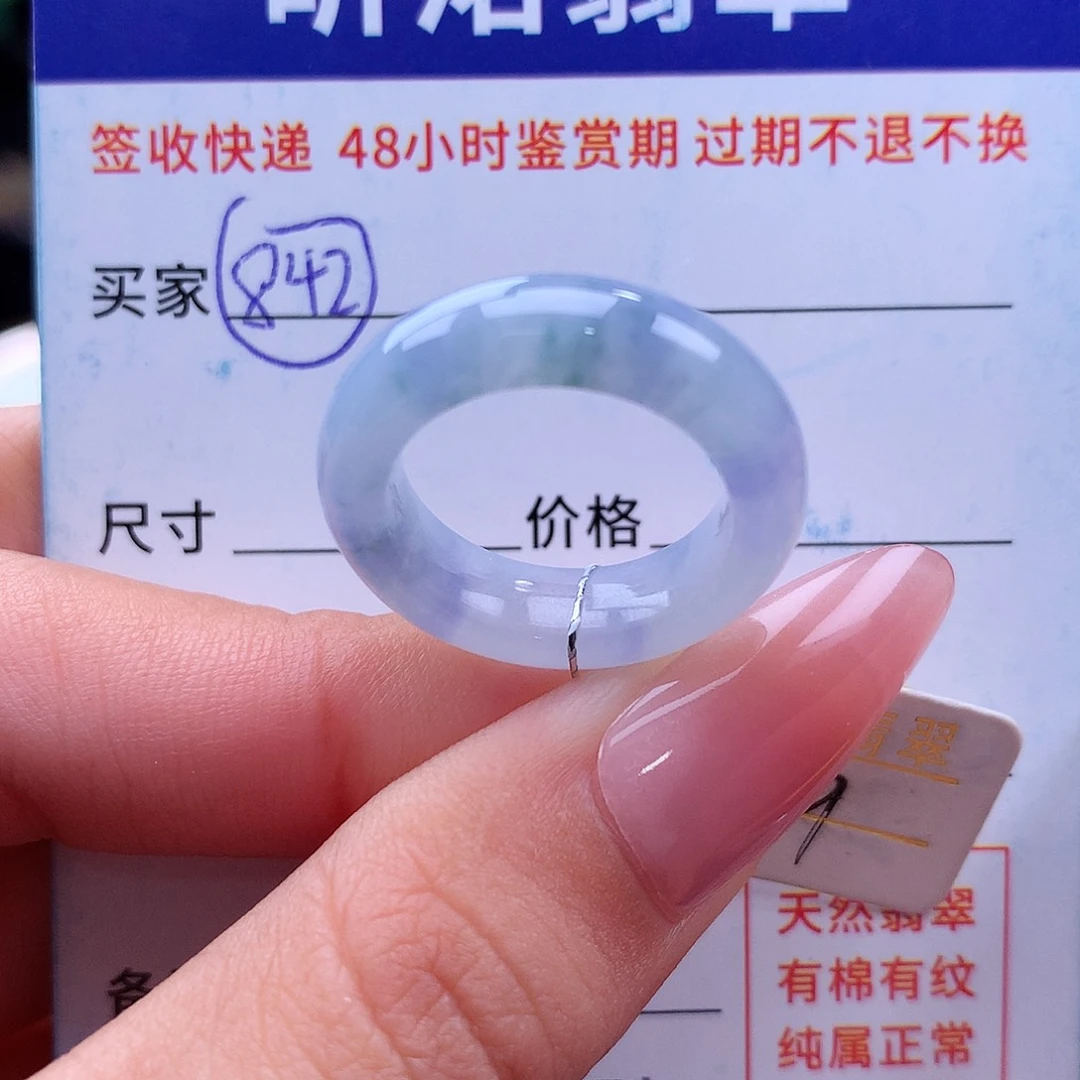 签收快递 48小时鉴赏期 过期不退不换
买家 842
尺寸 价格
翠
天然翡翠
有棉有纹
纯属正常